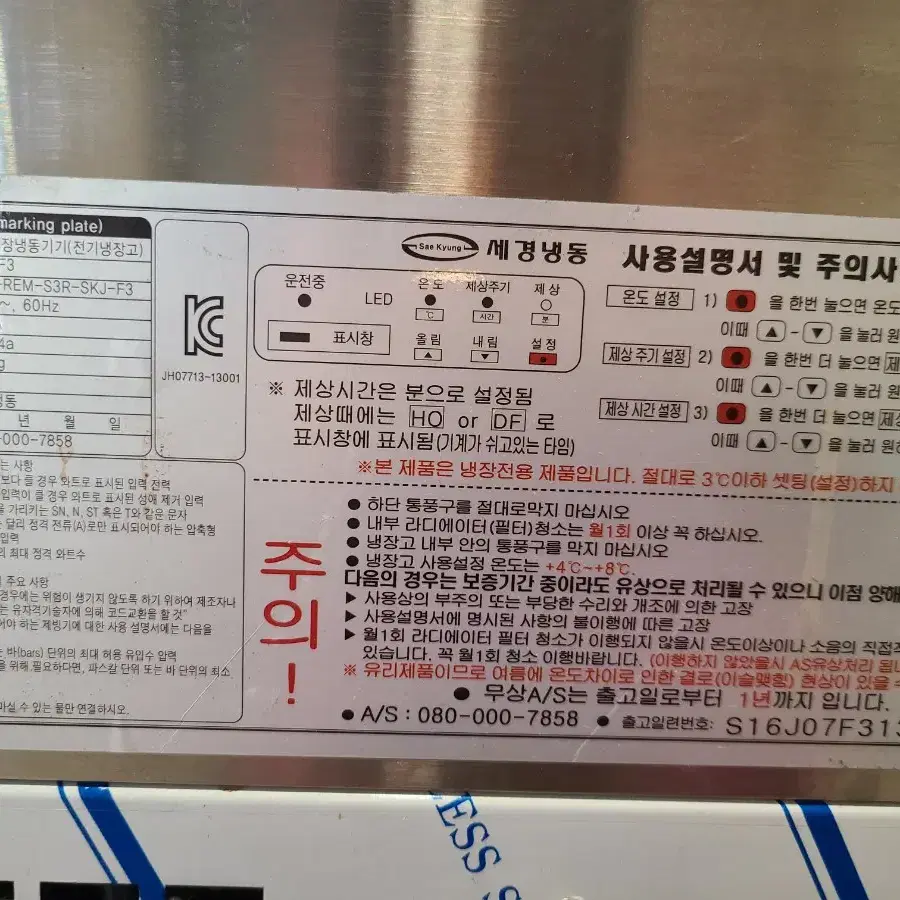 marking plate)
장냉동기기(전기냉장고)
F3
-REM-S3R-SKJ-F3
~, 60Hz
4a
g
년 월 일
-000-7858
JH07713-13001
Sae Kyung 세경냉동
사용설명서 및 주의사
운전중 LED 온도 제상주기 제상
℃ 시간 분
표시창 올림 내림 설정
▲ ▼
※ 제상시간은 분으로 설정됨
제상때에는 HO or DF 로
표시창에 표시됨(기계가 쉬고있는 타임)
온도 설정 1) 을 한번 눌으면 온도
이때 ▲ - ▼ 을 눌러 원
제상 주기 설정 2) 을 한번 더 눌으면 제
이때 ▲ - ▼ 을 눌러 원
제상 시간 설정 3) 을 한번 더 눌으면 제상
이때 ▲ - ▼ 을 눌러 원하
※본 제품은 냉장전용 제품입니다. 절대로 3℃이하 셋팅(설정)하지
는 사항
보다 클 경우 와트로 표시된 입력 전력
입력이 클 경우 와트로 표시된 성매 제거 입력
을 가리키는 SN, N, ST 혹은 T와 같은 문자
는 달리 정격 전류(A)로만 표시되어야 하는 압축형
입력
의 최대 정격 와트수
주요 사항
경우에는 위험이 생기지 않도록 하기 위하여 제조자나
는 유자격기술자에 의해 코드교환을 할 것"
어야 하는 제빙기에 대한 사용 설명서에는 다음을
는 바(bars) 단위의 최대 허용 유입수 압력
을 위해, 필요하다면, 파스칼 단위 또는 바 단위의 최소
마실 수 있는 물만 연결하시오.
주의!
● 하단 통풍구를 절대로막지 마십시오
● 내부 라디에이터(필터)청소는 월1회 이상 꼭 하십시오.
● 냉장고 내부 안의 통풍구를 막지 마십시오
● 냉장고 사용설정 온도는 +4℃~+8℃.
다음의 경우는 보증기간 중이라도 유상으로 처리될 수 있으니 이점 양해
▶ 사용상의 부주의 또는 부당한 수리와 개조에 의한 고장
▶ 사용설명서에 명시된 사항의 불이행에 따른 고장
▶ 월1회 라디에이터 필터 청소가 이행되지 않을시 온도이상이나 소음의 직접적
있습니다. 꼭 월1회 청소 이행바랍니다. (이행하지 않았을시 AS유상처리 됩니
※ 유리제품이므로 여름에 온도차이로 인한 결로(이슬맺힘) 현상이 있을 수
● 무상A/S는 출고일로부터 1년까지 입니다.
● A/S : 080-000-7858 ● 출고일련번호: S16J07F313
ESS S